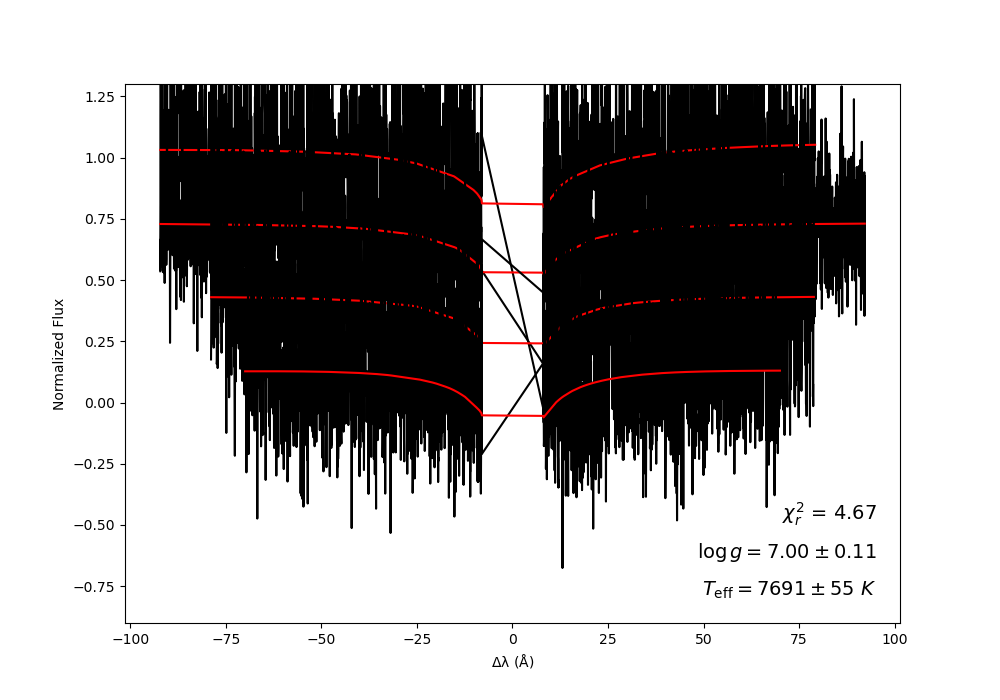 Normalized Flux
1.25
1.00
0.75
0.50
0.25
0.00
−0.25
−0.50
−0.75
χ²ᵣ = 4.67
log g = 7.00 ± 0.11
T_eff = 7691 ± 55 K
−100 −75 −50 −25 0 25 50 75 100
Δλ (Å)